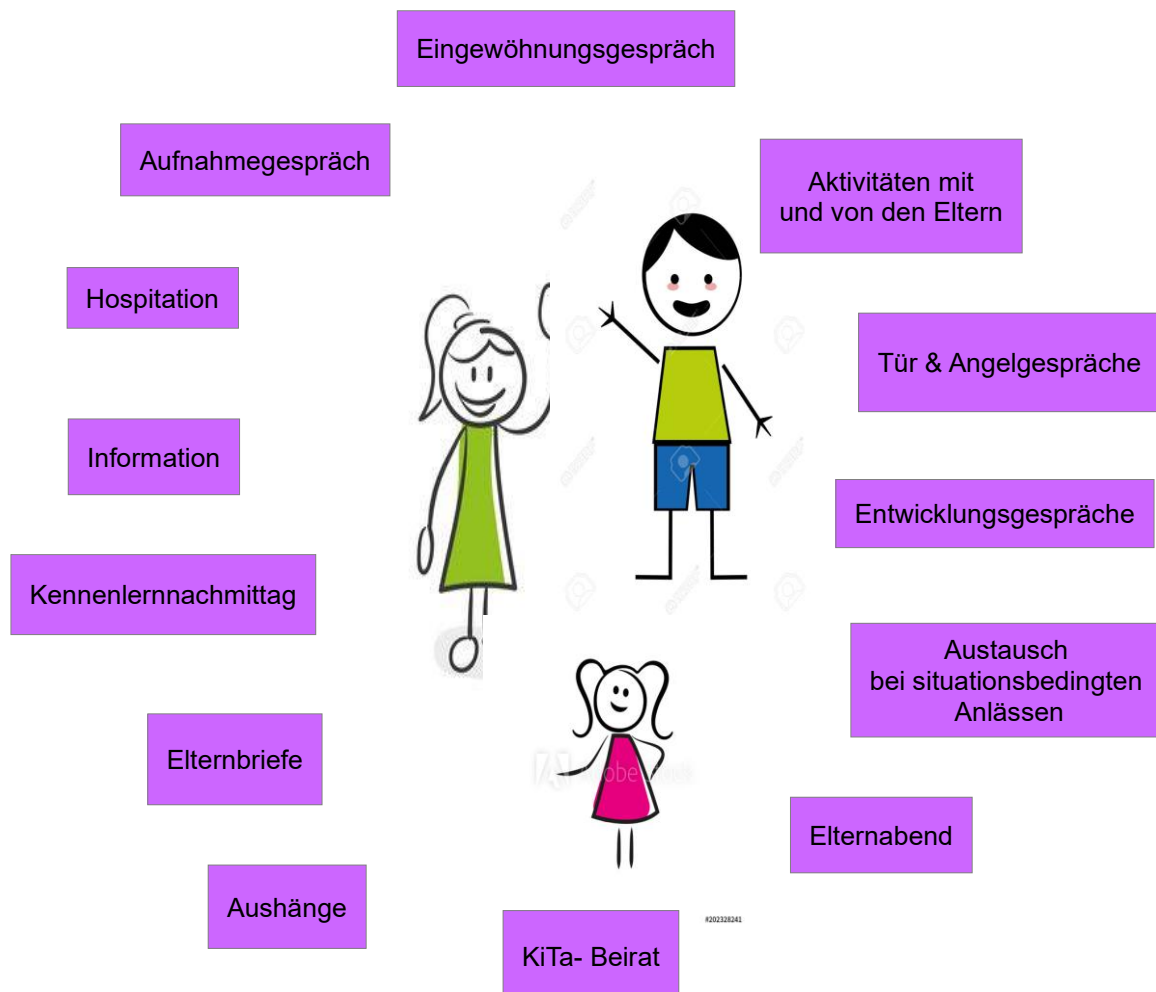 Eingewöhnungsgespräch
Aufnahmegespräch
Aktivitäten mit
und von den Eltern
Hospitation
Tür & Angelgespräche
Information
Entwicklungsgespräche
Kennenlernnachmittag
Austausch
bei situationsbedingten
Anlässen
Elternbriefe
Elternabend
Aushänge
#202328241
KiTa- Beirat